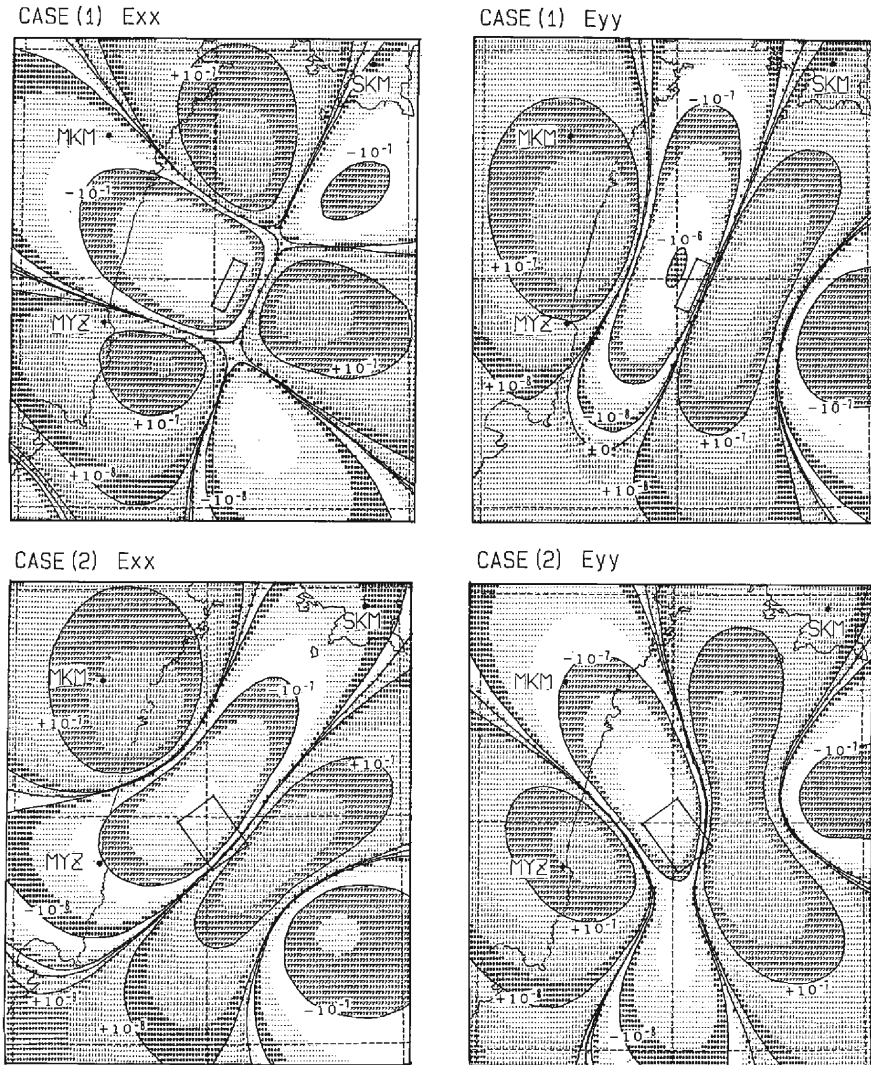 CASE (1) Exx
+10⁻⁷
SKM
MKM
-10⁻⁷
-10⁻⁷
MYZ
+10⁻⁷
+10⁻⁷
+10⁻⁸
-10⁻⁸
CASE (1) Eyy
-10⁻⁷
SKM
MKM
-10⁻⁶
+10⁻⁷
MYZ
+10⁻⁸
-10⁻⁷
10⁻⁸
+10⁻⁷
+10⁻⁸
CASE (2) Exx
SKM
MKM
-10⁻⁷
+10⁻⁷
+10⁻⁷
MYZ
-10⁻⁸
+10⁻⁸
+10⁻⁸
-10⁻⁷
CASE (2) Eyy
SKM
-10⁻⁷
MKM
-10⁻⁷
MYZ
+10⁻⁷
+10⁻⁸
+10⁻⁷
-10⁻⁸